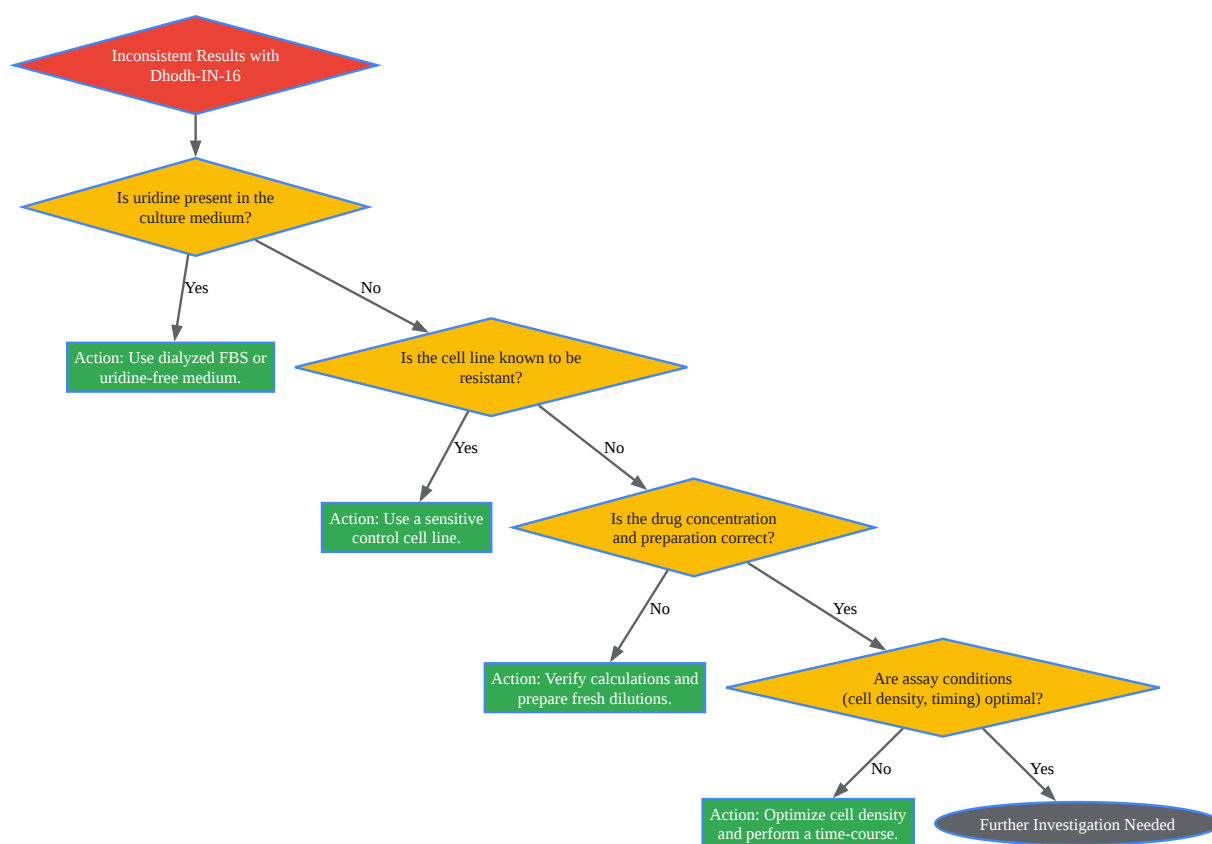 Inconsistent Results with
Dhodh-IN-16
Is uridine present in the
culture medium?
Yes
No
Action: Use dialyzed FBS or
uridine-free medium.
Is the cell line known to be
resistant?
Yes
No
Action: Use a sensitive
control cell line.
Is the drug concentration
and preparation correct?
No
Yes
Action: Verify calculations and
prepare fresh dilutions.
Are assay conditions
(cell density, timing) optimal?
No
Yes
Action: Optimize cell density
and perform a time-course.
Further Investigation Needed